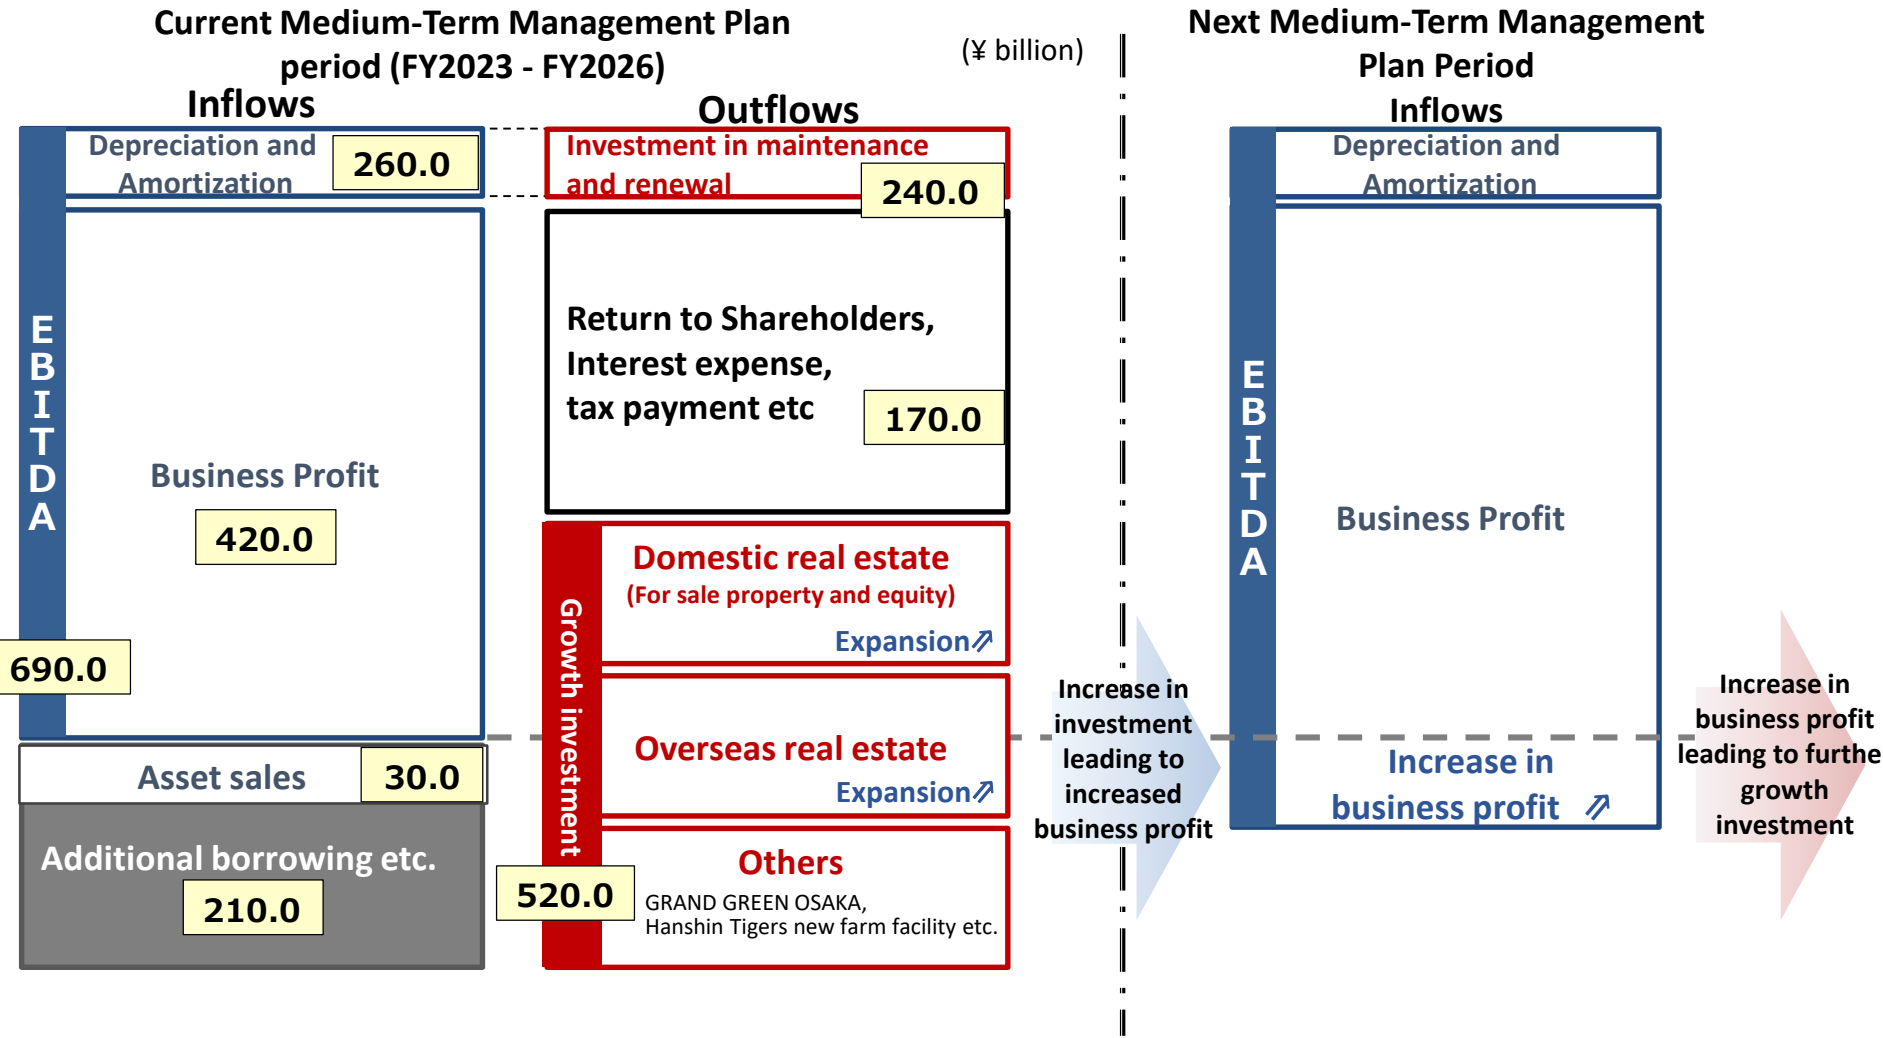 Current Medium-Term Management Plan
period (FY2023 - FY2026)
(¥ billion)
Inflows
Outflows
Depreciation and
Amortization
260.0
Investment in maintenance
and renewal
240.0
EBITDA
690.0
Business Profit
420.0
Return to Shareholders,
Interest expense,
tax payment etc
170.0
Growth investment
520.0
Domestic real estate
(For sale property and equity)
Expansion⇗
Overseas real estate
Expansion⇗
Others
GRAND GREEN OSAKA,
Hanshin Tigers new farm facility etc.
Asset sales
30.0
Additional borrowing etc.
210.0
Increase in
investment
leading to
increased
business profit
Next Medium-Term Management
Plan Period
Inflows
Depreciation and
Amortization
EBITDA
Business Profit
Increase in
business profit ⇗
Increase in
business profit
leading to furthe
growth
investment